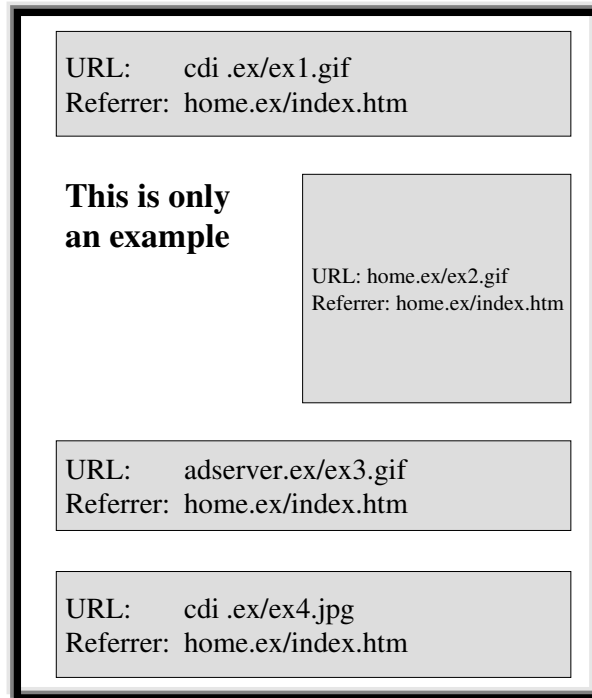 URL: cdi .ex/ex1.gif
Referrer: home.ex/index.htm
This is only
an example
URL: home.ex/ex2.gif
Referrer: home.ex/index.htm
URL: adserver.ex/ex3.gif
Referrer: home.ex/index.htm
URL: cdi .ex/ex4.jpg
Referrer: home.ex/index.htm